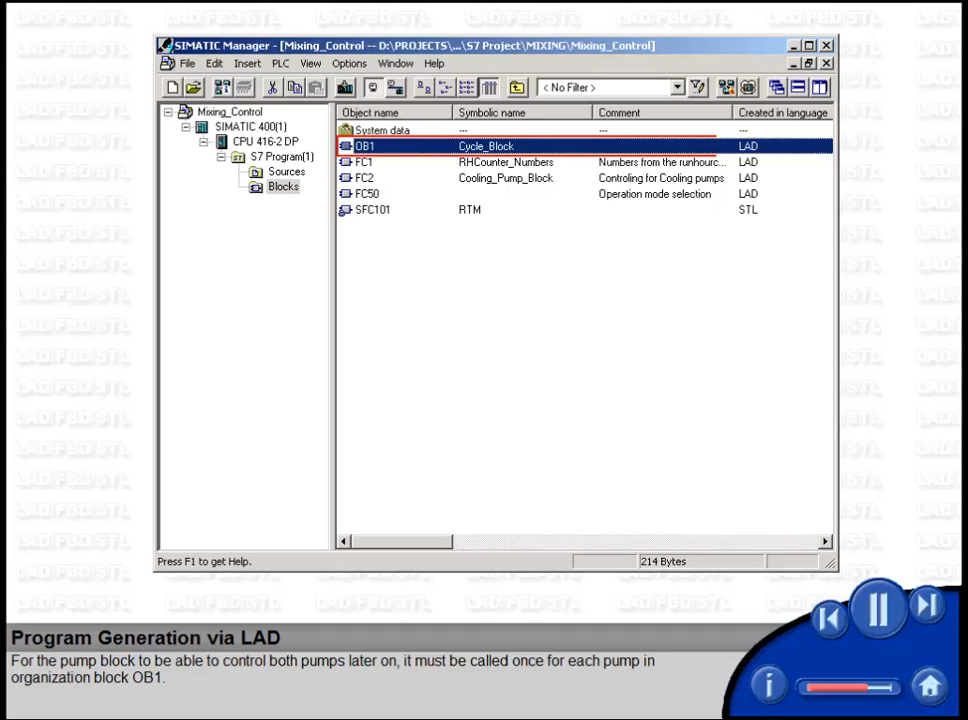 SIMATIC Manager - [Mixing_Control -- D:\PROJECTS\...\S7 Project\MIXING\Mixing_Control]
File Edit Insert PLC View Options Window Help
< No Filter >
Mixing_Control
SIMATIC 400(1)
CPU 416-2 DP
S7 Program(1)
Sources
Blocks
Object name Symbolic name Comment Created in language
System data --- --- ---
OB1 Cycle_Block LAD
FC1 RHCounter_Numbers Numbers from the runhourc... LAD
FC2 Cooling_Pump_Block Controling for Cooling pumps LAD
FC50 Operation mode selection LAD
SFC101 RTM STL
Press F1 to get Help.
214 Bytes
Program Generation via LAD
For the pump block to be able to control both pumps later on, it must be called once for each pump in
organization block OB1.